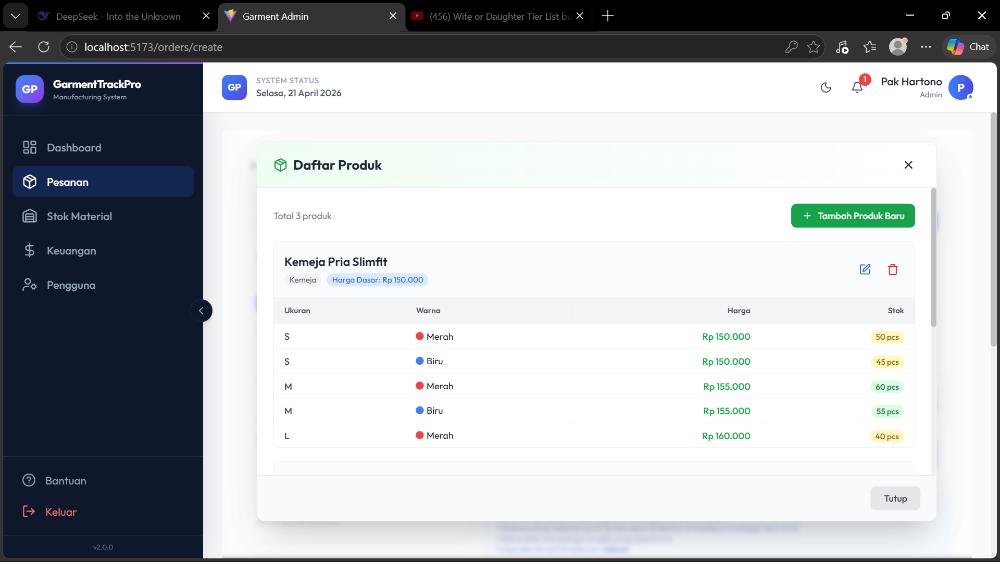 DeepSeek - Into the Unknown
Garment Admin
(456) Wife or Daughter Tier List bu
localhost:5173/orders/create
Chat
GP
GarmentTrackPro
Manufacturing System
Dashboard
Pesanan
Stok Material
Keuangan
Pengguna
Bantuan
Keluar
v2.0.0
GP
SYSTEM STATUS
Selasa, 21 April 2026
1
Pak Hartono
Admin
P
Daftar Produk
Total 3 produk
Tambah Produk Baru
Kemeja Pria Slimfit
Kemeja
Harga Dasar: Rp 150.000
Ukuran Warna Harga Stok
S Merah Rp 150.000 50 pcs
S Biru Rp 150.000 45 pcs
M Merah Rp 155.000 60 pcs
M Biru Rp 155.000 55 pcs
L Merah Rp 160.000 40 pcs
Tutup